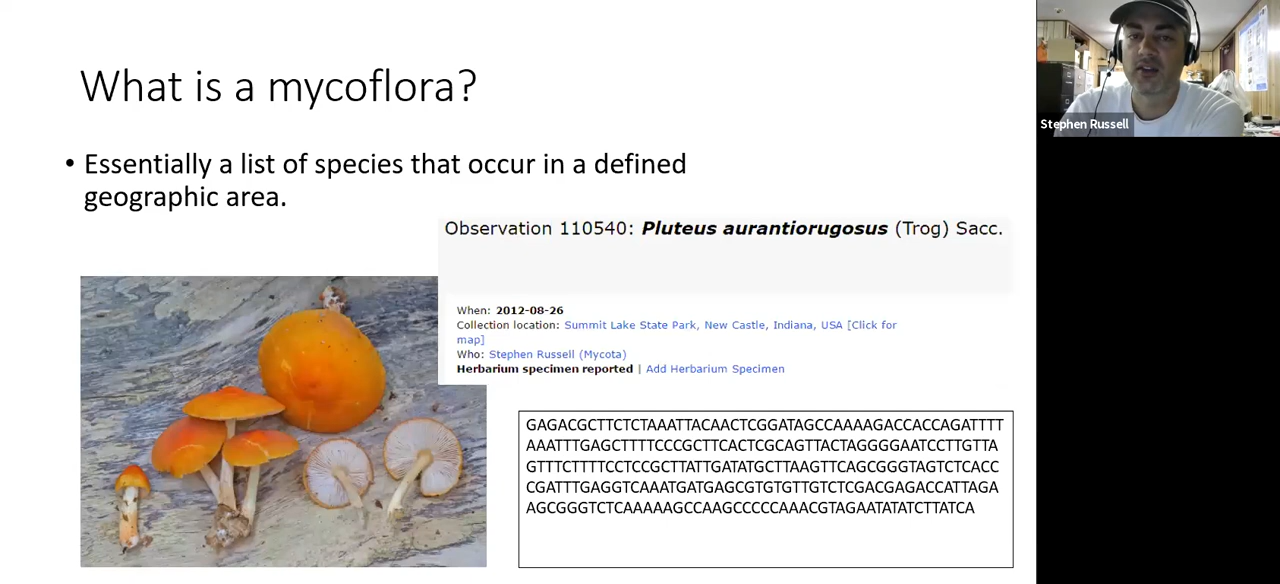 What is a mycoflora?
• Essentially a list of species that occur in a defined
geographic area.
Observation 110540: Pluteus aurantiorugosus (Trog) Sacc.
When: 2012-08-26
Collection location: Summit Lake State Park, New Castle, Indiana, USA [Click for
map]
Who: Stephen Russell (Mycota)
Herbarium specimen reported | Add Herbarium Specimen
GAGACGCTTCTCTAAATTACAACTCGGATAGCCAAAAGACCACCAGATTTT
AAATTTGAGCTTTTCCCGCTTCACTCGCAGTTACTAGGGGAATCCTTGTTA
GTTTCTTTTCCTCCGCTTATTGATATGCTTAAGTTCAGCGGGTAGTCTCACC
CGATTTGAGGTCAAATGATGAGCGTGTGTTGTCTCGACGAGACCATTAGA
AGCGGGTCTCAAAAAGCCAAGCCCCCAAACGTAGAATATATCTTATCA
Stephen Russell